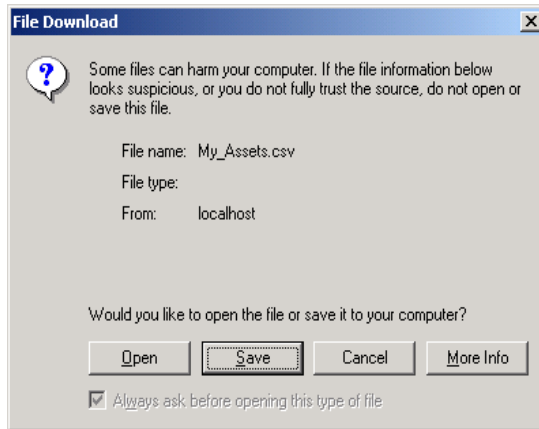 File Download
Some files can harm your computer. If the file information below
looks suspicious, or you do not fully trust the source, do not open or
save this file.
File name: My_Assets.csv
File type:
From: localhost
Would you like to open the file or save it to your computer?
Open Save Cancel More Info
Always ask before opening this type of file